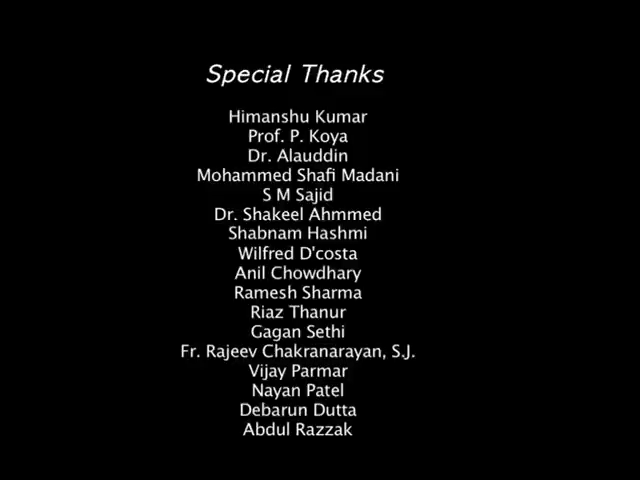 Special Thanks
Himanshu Kumar
Prof. P. Koya
Dr. Alauddin
Mohammed Shafi Madani
S M Sajid
Dr. Shakeel Ahmmed
Shabnam Hashmi
Wilfred D'costa
Anil Chowdhary
Ramesh Sharma
Riaz Thanur
Gagan Sethi
Fr. Rajeev Chakranarayan, S.J.
Vijay Parmar
Nayan Patel
Debarun Dutta
Abdul Razzak